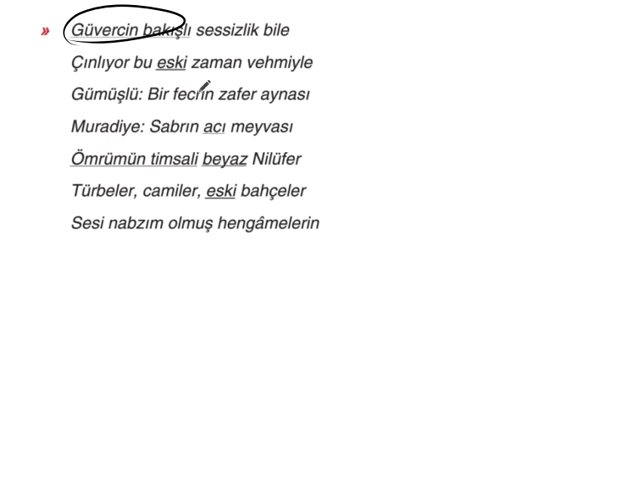 » Güvercin bakışlı sessizlik bile
Çınlıyor bu eski zaman vehmiyle
Gümüşlü: Bir fecrin zafer aynası
Muradiye: Sabrın acı meyvası
Ömrümün timsali beyaz Nilüfer
Türbeler, camiler, eski bahçeler
Sesi nabzım olmuş hengâmelerin